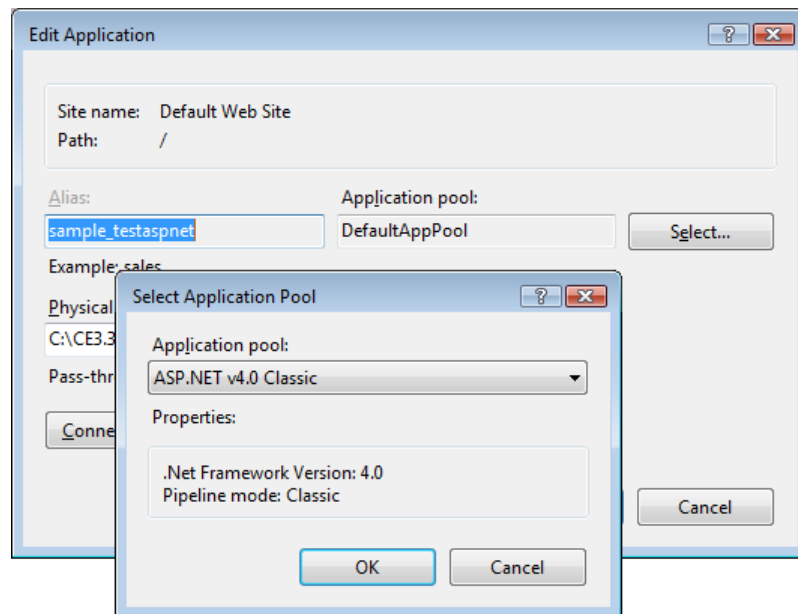 Edit Application
Site name: Default Web Site
Path: /
Alias:
Application pool:
sample_testaspnet
DefaultAppPool
Select...
Example: sales
Physical
C:\CE3.3
Pass-thr
Conne
Cancel
Select Application Pool
Application pool:
ASP.NET v4.0 Classic
Properties:
.Net Framework Version: 4.0
Pipeline mode: Classic
OK
Cancel